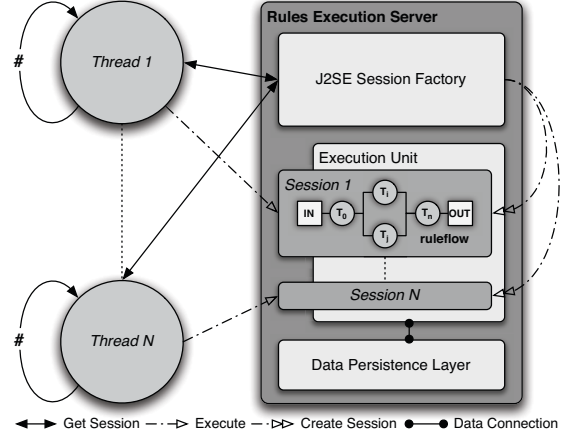 Rules Execution Server
#
Thread 1
J2SE Session Factory
Execution Unit
Session 1
IN
T0
Ti
Tj
Tn
OUT
ruleflow
Session N
#
Thread N
Data Persistence Layer
Get Session
Execute
Create Session
Data Connection